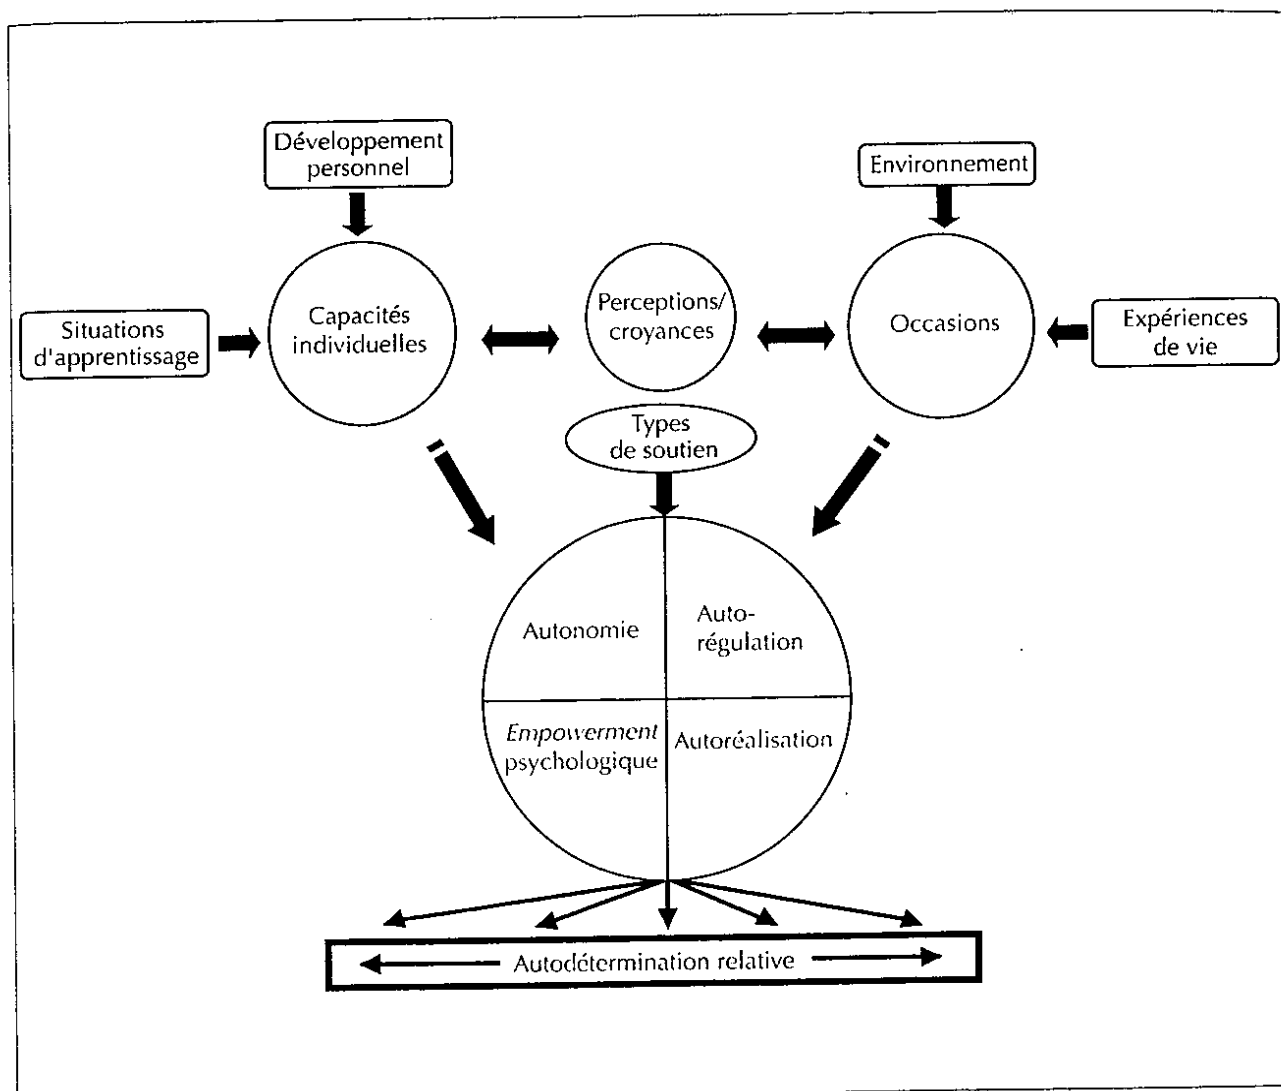 Développement
personnel
Environnement
Situations
d'apprentissage
Capacités
individuelles
Perceptions/
croyances
Occasions
Expériences
de vie
Types
de soutien
Autonomie
Auto-
régulation
Empowerment
psychologique
Autoréalisation
Autodétermination relative